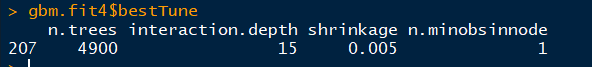 > gbm.fit4$bestTune
n.trees interaction.depth shrinkage n.minobsinnode
207 4900 15 0.005 1
>